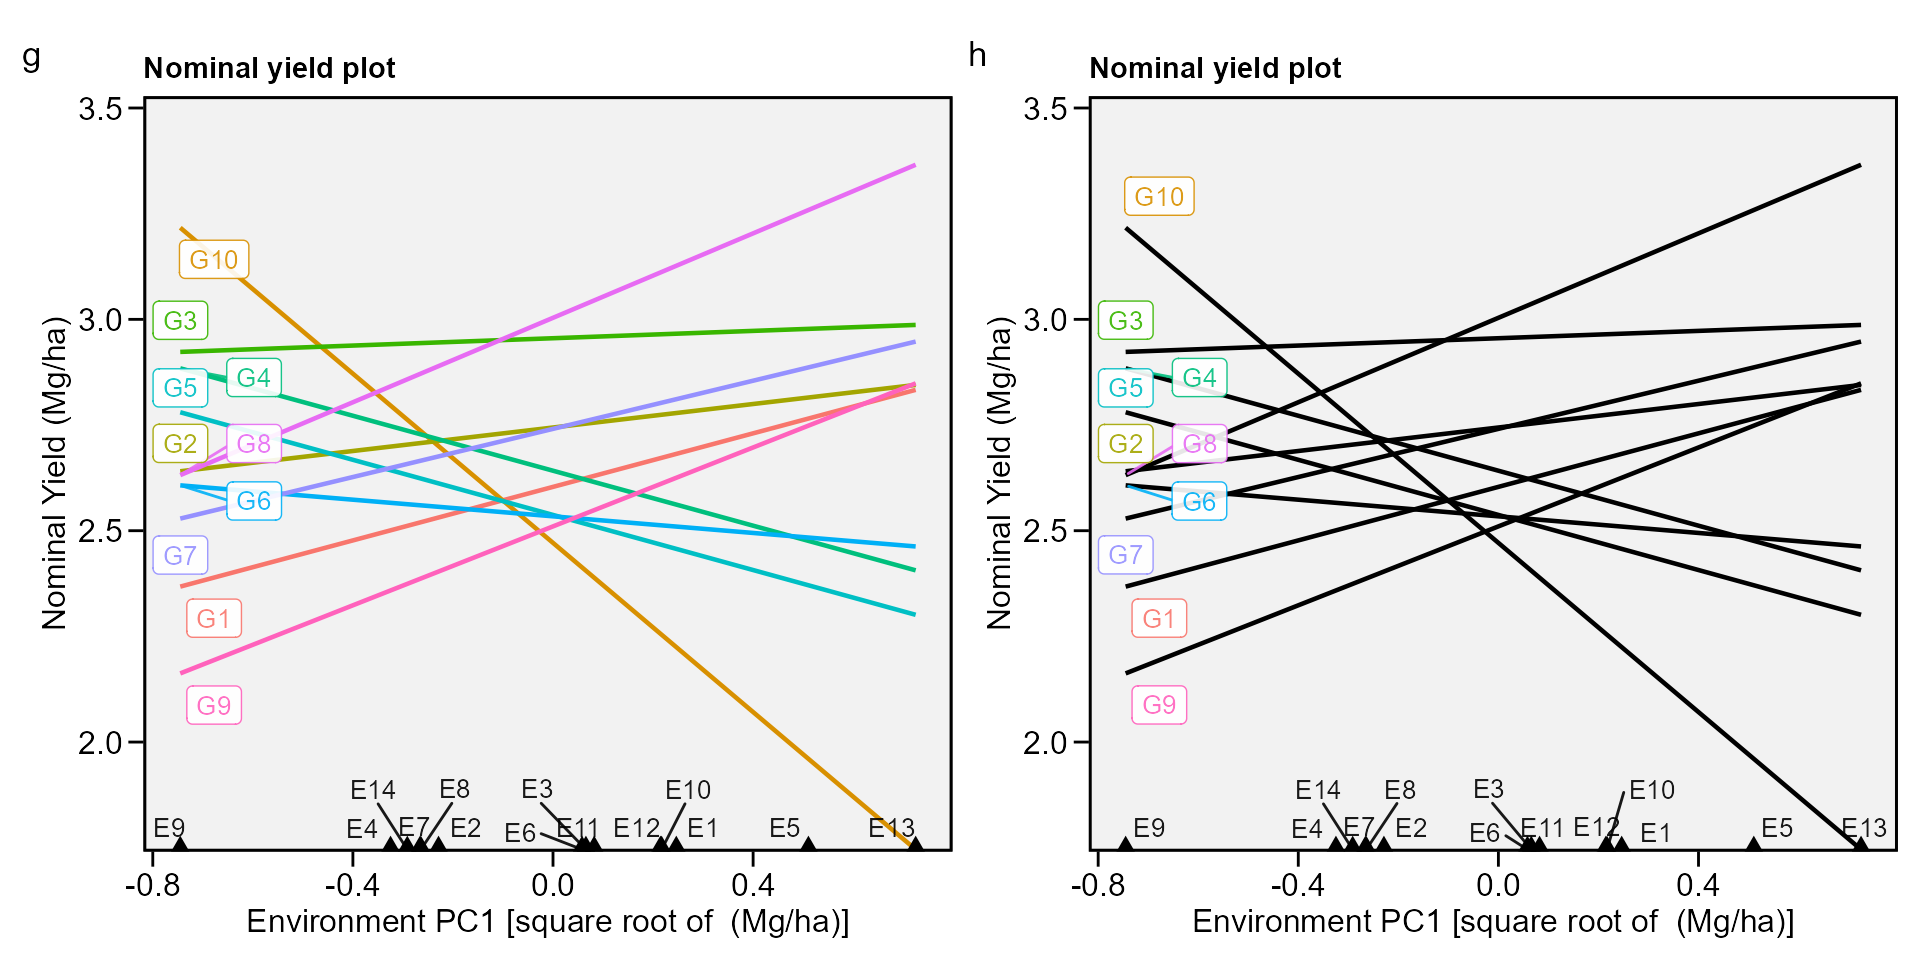 g
Nominal yield plot
3.5
3.0
2.5
2.0
Nominal Yield (Mg/ha)
G10
G3
G4
G5
G2
G8
G6
G7
G1
G9
E14
E8
E3
E10
E9
E4
E7
E2
E6
E11
E12
E1
E5
E13
-0.8
-0.4
0.0
0.4
Environment PC1 [square root of  (Mg/ha)]
h
Nominal yield plot
3.5
3.0
2.5
2.0
Nominal Yield (Mg/ha)
G10
G3
G4
G5
G2
G8
G6
G7
G1
G9
E14
E8
E3
E10
E9
E4
E7
E2
E6
E11
E12
E1
E5
E13
-0.8
-0.4
0.0
0.4
Environment PC1 [square root of  (Mg/ha)]